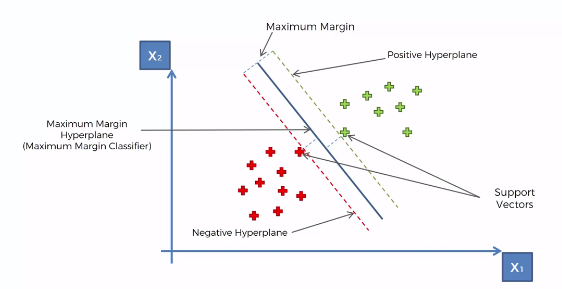 Maximum Margin
X₂
Positive Hyperplane
Maximum Margin
Hyperplane
(Maximum Margin Classifier)
Support
Vectors
Negative Hyperplane
X₁